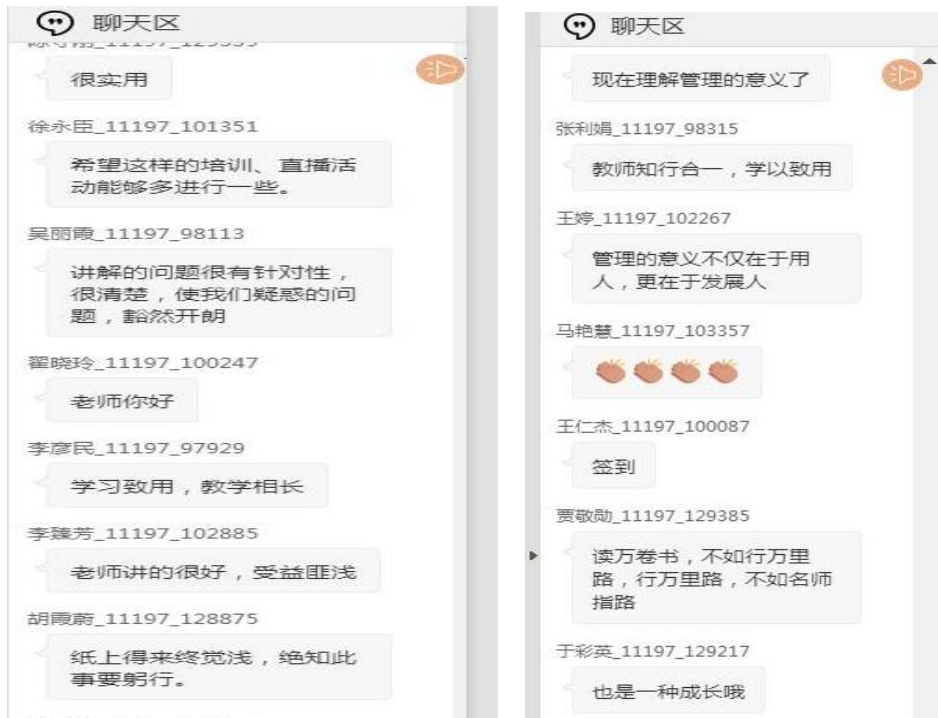 聊天区
很实用
徐永臣_11197_101351
希望这样的培训、直播活
动能够多进行一些。
吴丽霞_11197_98113
讲解的问题很有针对性，
很清楚，使我们疑惑的问
题，豁然开朗
翟晓玲_11197_100247
老师你好
李彦民_11197_97929
学习致用，教学相长
李臻芳_11197_102885
老师讲的很好，受益匪浅
胡霞蔚_11197_128875
纸上得来终觉浅，绝知此
事要躬行。
聊天区
现在理解管理的意义了
张利娟_11197_98315
教师知行合一，学以致用
王婷_11197_102267
管理的意义不仅在于用
人，更在于发展人
马艳慧_11197_103357
王仁杰_11197_100087
签到
贾敬勋_11197_129385
读万卷书，不如行万里
路，行万里路，不如名师
指路
于彩英_11197_129217
也是一种成长哦